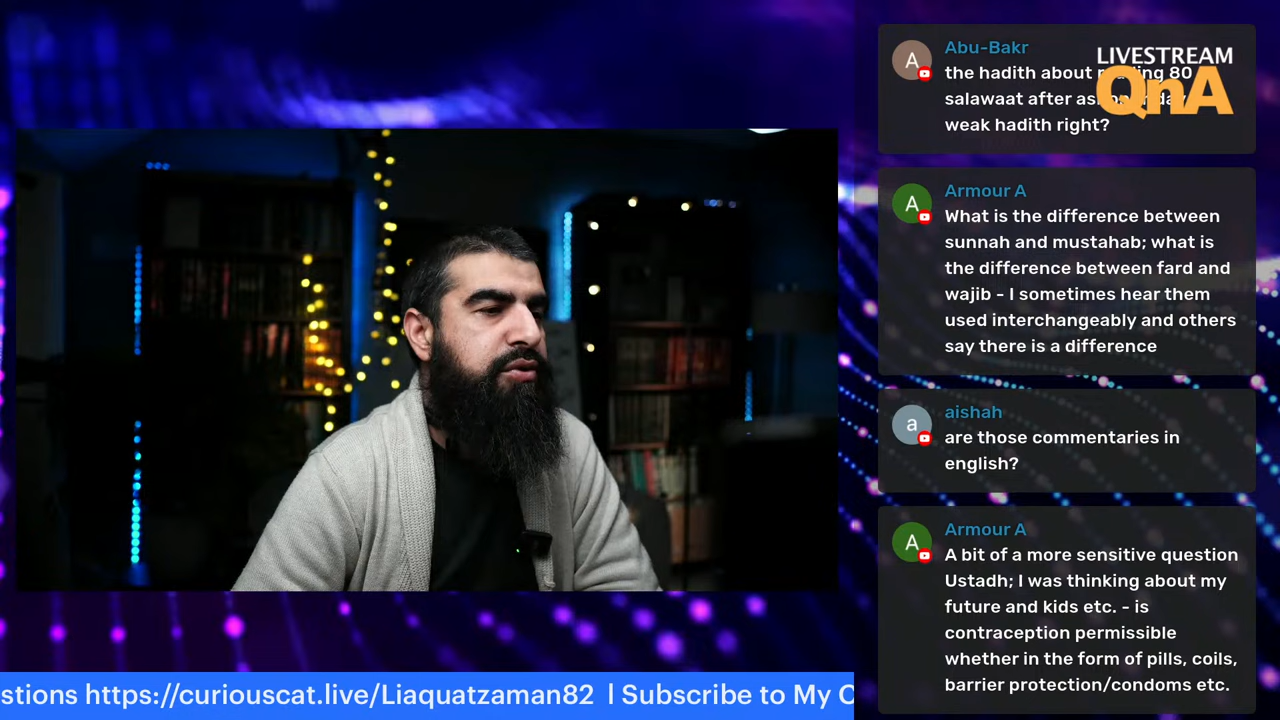 Abu-Bakr
LIVESTREAM
QnA
the hadith about 80
salawaat after
weak hadith right?
Armour A
What is the difference between
sunnah and mustahab; what is
the difference between fard and
wajib - I sometimes hear them
used interchangeably and others
say there is a difference
aishah
are those commentaries in
english?
Armour A
A bit of a more sensitive question
Ustadh; I was thinking about my
future and kids etc. - is
contraception permissible
whether in the form of pills, coils,
barrier protection/condoms etc.
stions https://curiouscat.live/Liaquatzaman82 | Subscribe to My C
A
A
a
A